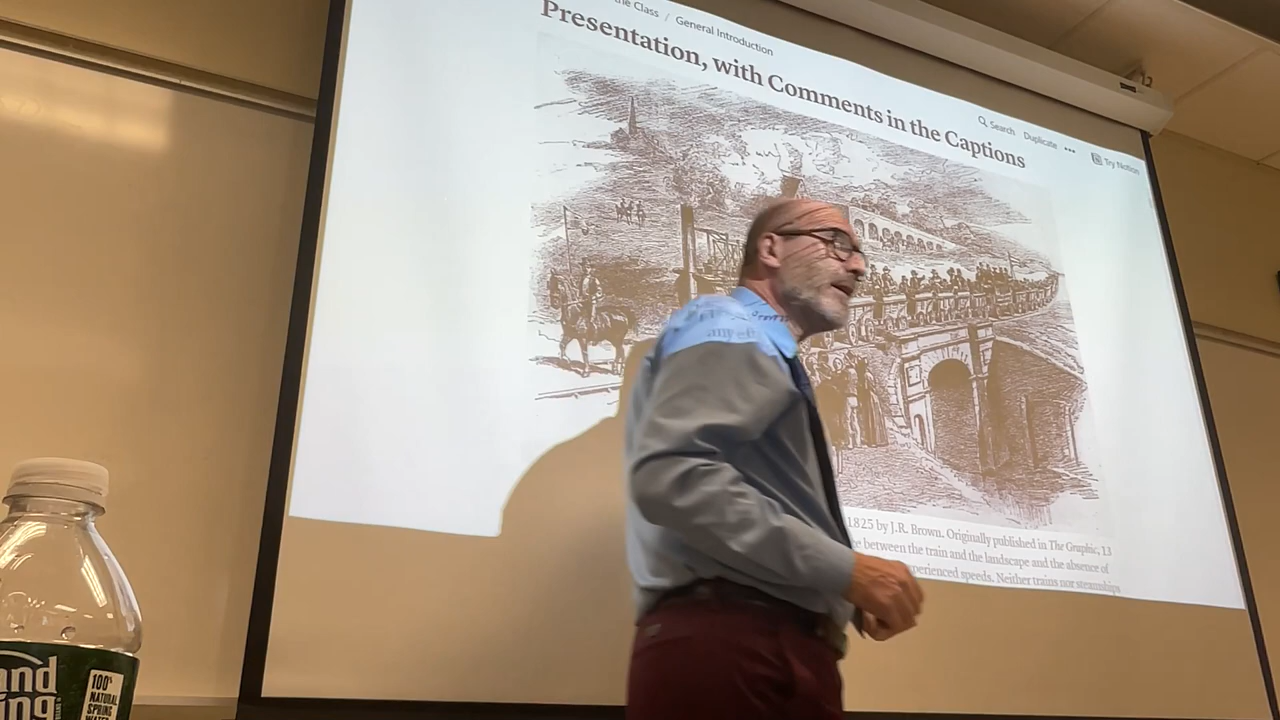 the Class / General Introduction
Presentation, with Comments in the Captions
Search Duplicate ••• Try Notion
1825 by J.R. Brown. Originally published in The Graphic, 13
between the train and the landscape and the absence of
experienced speeds. Neither trains nor steamships
and
ing
100%
NATURAL
SPRING
WATER